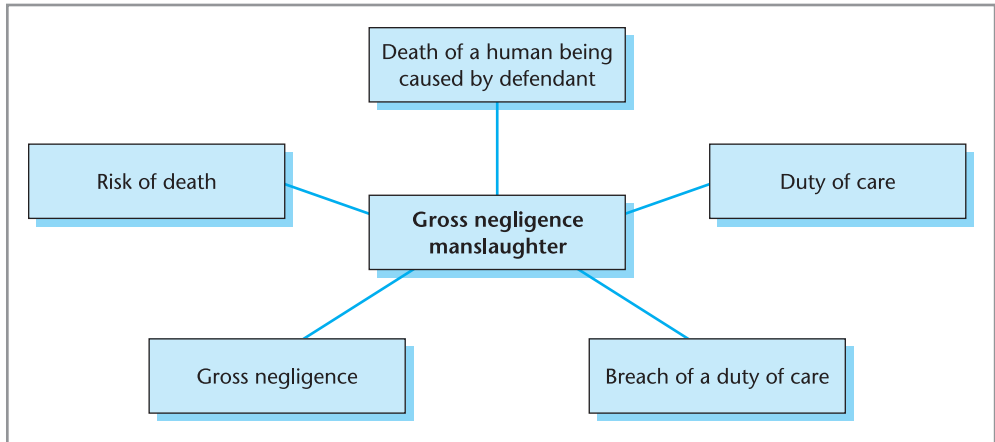 Death of a human being
caused by defendant
Risk of death
Duty of care
Gross negligence
manslaughter
Gross negligence
Breach of a duty of care